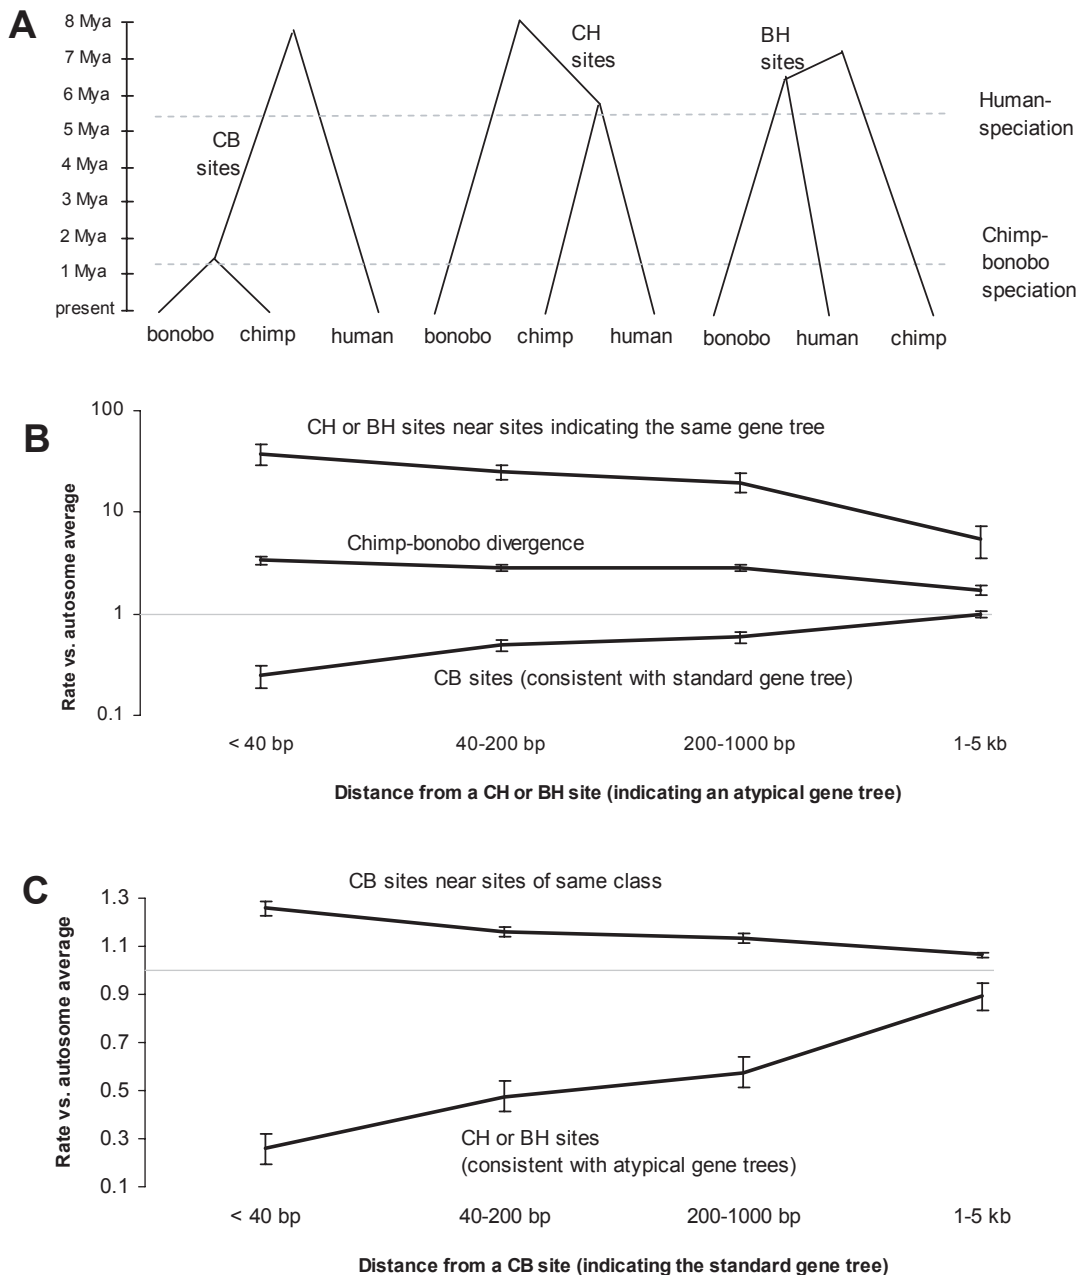 A
8 Mya
7 Mya
6 Mya
5 Mya
4 Mya
3 Mya
2 Mya
1 Mya
present
CB
sites
CH
sites
BH
sites
Human-
speciation
Chimp-
bonobo
speciation
bonobo chimp human bonobo chimp human bonobo human chimp
B
Rate vs. autosome average
100
10
1
0.1
CH or BH sites near sites indicating the same gene tree
Chimp-bonobo divergence
CB sites (consistent with standard gene tree)
< 40 bp 40-200 bp 200-1000 bp 1-5 kb
Distance from a CH or BH site (indicating an atypical gene tree)
C
Rate vs. autosome average
1.3
1.1
0.9
0.7
0.5
0.3
0.1
CB sites near sites of same class
CH or BH sites
(consistent with atypical gene trees)
< 40 bp 40-200 bp 200-1000 bp 1-5 kb
Distance from a CB site (indicating the standard gene tree)